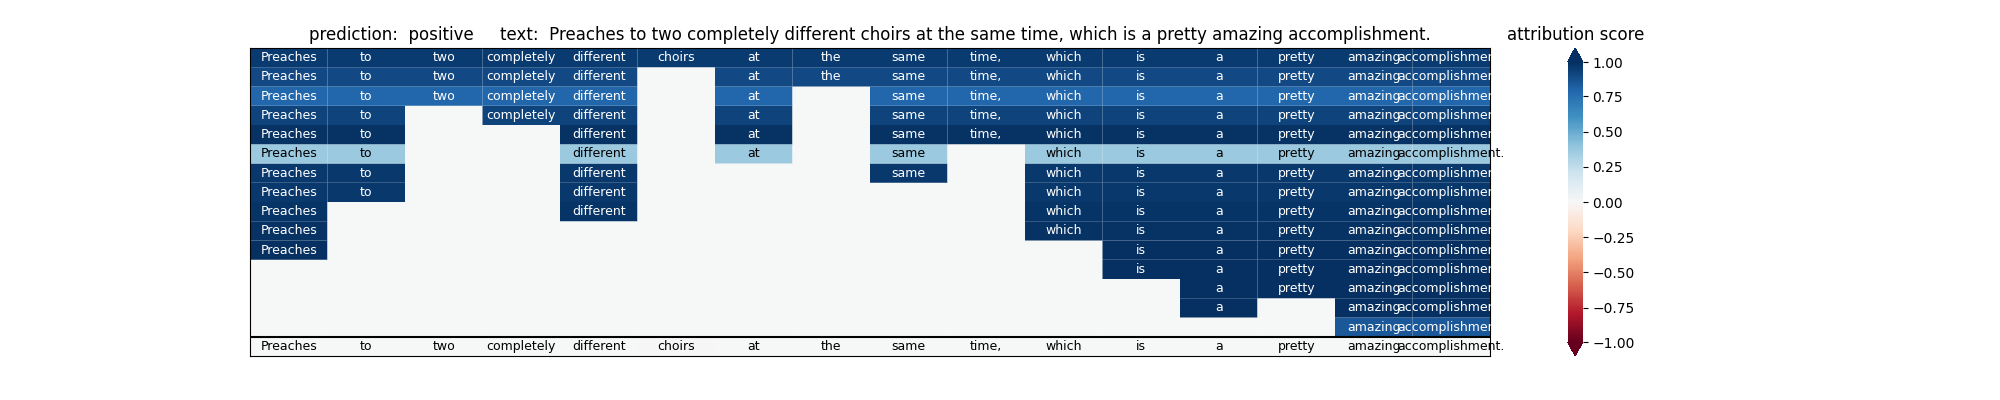 prediction:  positive     text:  Preaches to two completely different choirs at the same time, which is a pretty amazing accomplishment.     attribution score
Preaches to two completely different choirs at the same time, which is a pretty amazing accomplishmen
Preaches to two completely different at the same time, which is a pretty amazing accomplishmen
Preaches to two completely different at same time, which is a pretty amazing accomplishmen
Preaches to completely different at same time, which is a pretty amazing accomplishmen
Preaches to different at same time, which is a pretty amazing accomplishmen
Preaches to different at same which is a pretty amazing accomplishment.
Preaches to different same which is a pretty amazing accomplishmen
Preaches to different which is a pretty amazing accomplishmen
Preaches different which is a pretty amazing accomplishmen
Preaches which is a pretty amazing accomplishmen
Preaches is a pretty amazing accomplishmen
is a pretty amazing accomplishmen
a pretty amazing accomplishmen
a amazing accomplishmen
amazing accomplishmen
Preaches to two completely different choirs at the same time, which is a pretty amazing accomplishment.
1.00
0.75
0.50
0.25
0.00
−0.25
−0.50
−0.75
−1.00